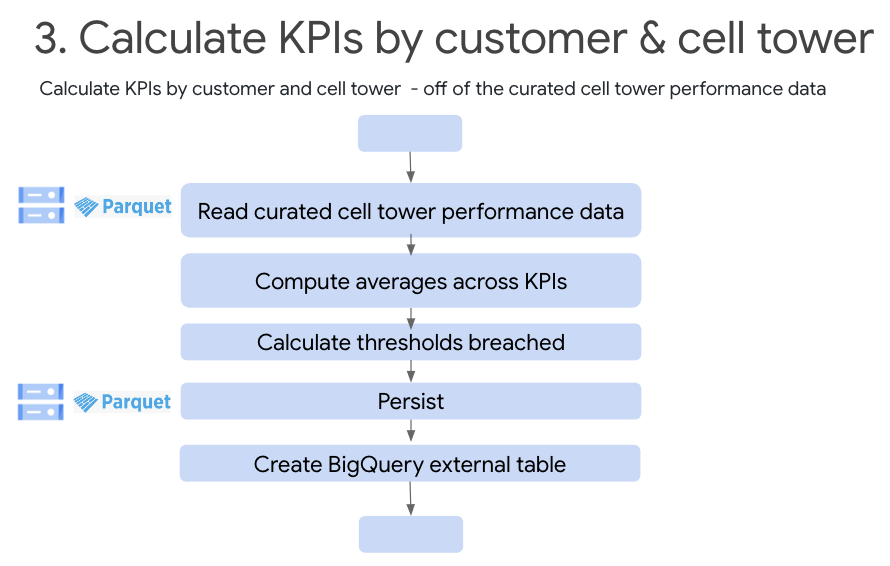 3. Calculate KPIs by customer & cell tower
Calculate KPIs by customer and cell tower - off of the curated cell tower performance data
Parquet
Read curated cell tower performance data
Compute averages across KPIs
Calculate thresholds breached
Parquet
Persist
Create BigQuery external table